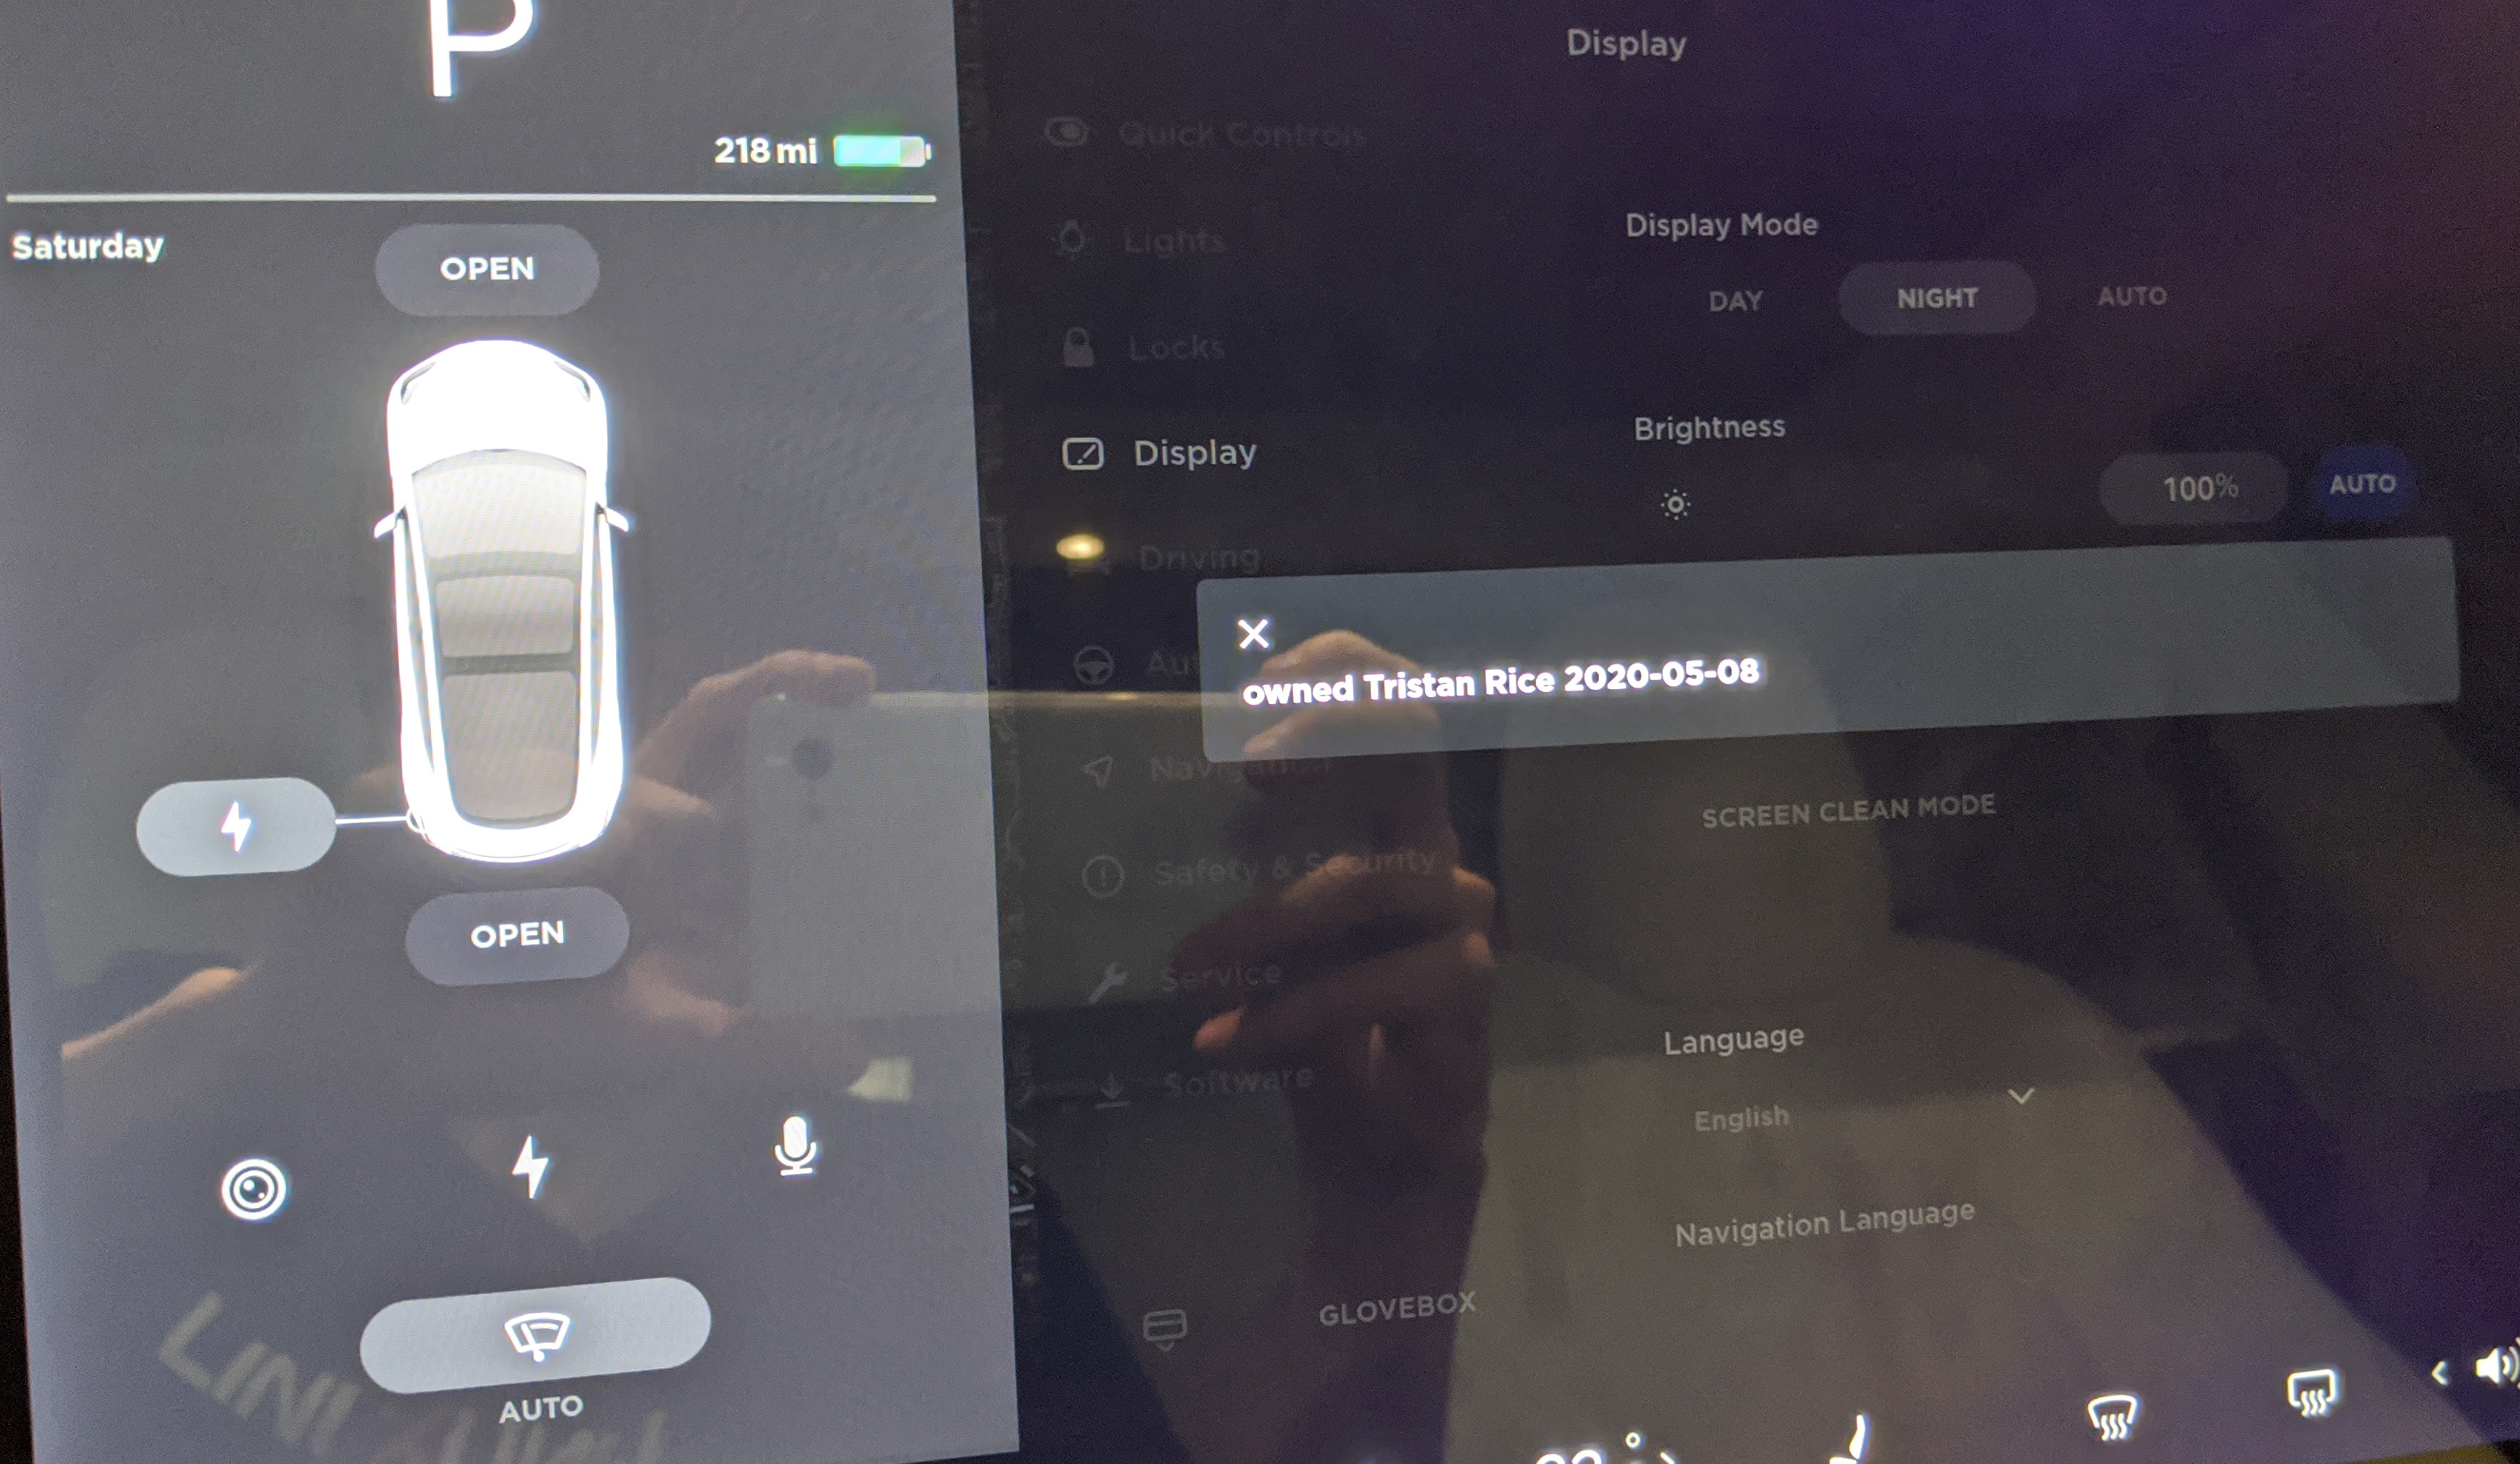 P
218 mi
Saturday
OPEN
OPEN
AUTO
Display
Quick Controls
Lights
Locks
Display
Driving
Navigation
Safety & Security
Service
Software
GLOVEBOX
Display Mode
DAY NIGHT AUTO
Brightness
100% AUTO
owned Tristan Rice 2020-05-08
SCREEN CLEAN MODE
Language
English
Navigation Language